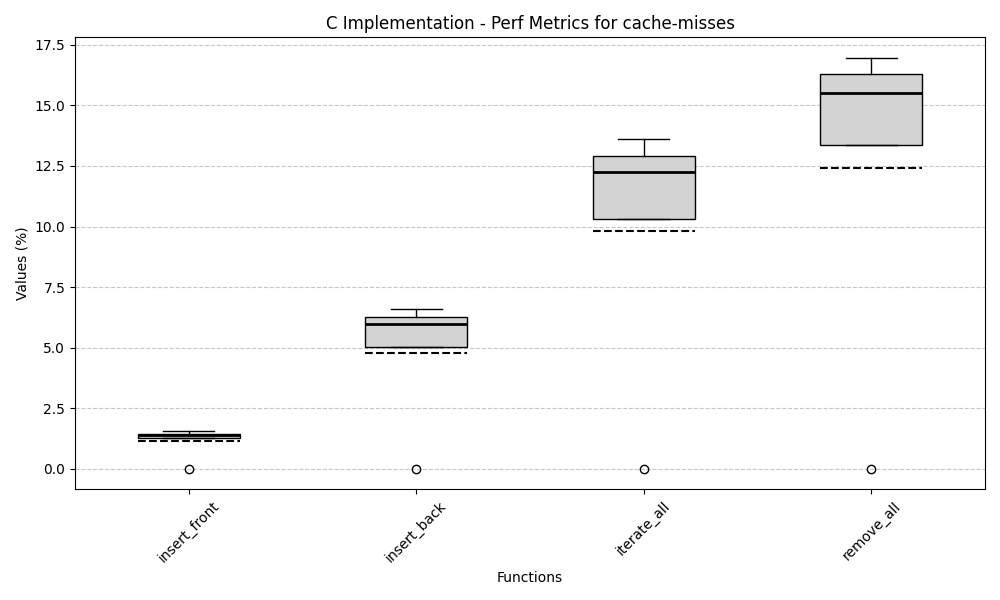 C Implementation - Perf Metrics for cache-misses
17.5
15.0
12.5
10.0
7.5
5.0
2.5
0.0
Values (%)
insert_front
insert_back
iterate_all
remove_all
Functions